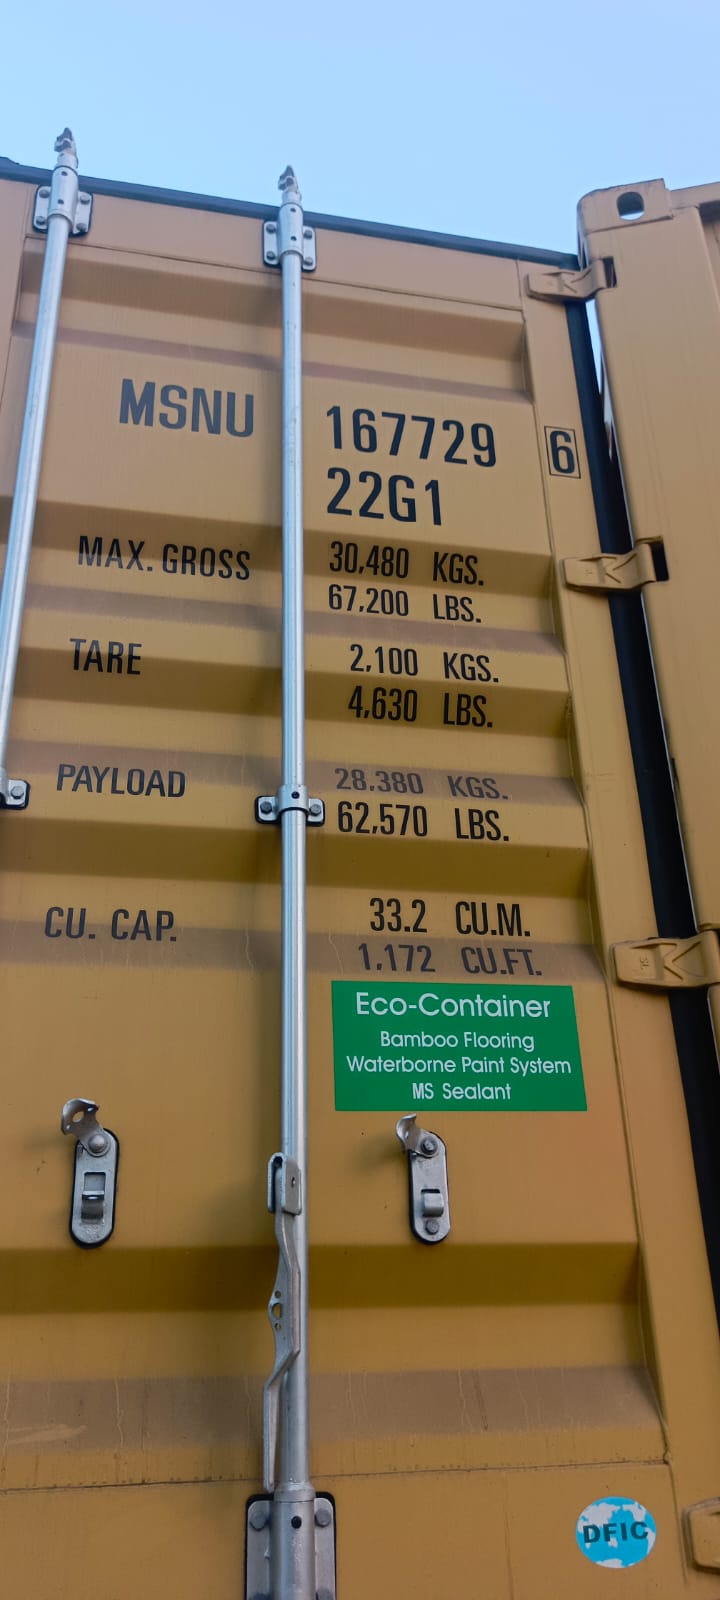 MSNU 167729 6
22G1
MAX. GROSS 30,480 KGS.
67,200 LBS.
TARE 2,100 KGS.
4,630 LBS.
PAYLOAD 28,380 KGS.
62,570 LBS.
CU. CAP. 33.2 CU.M.
1,172 CU.FT.
Eco-Container
Bamboo Flooring
Waterborne Paint System
MS Sealant
DFIC